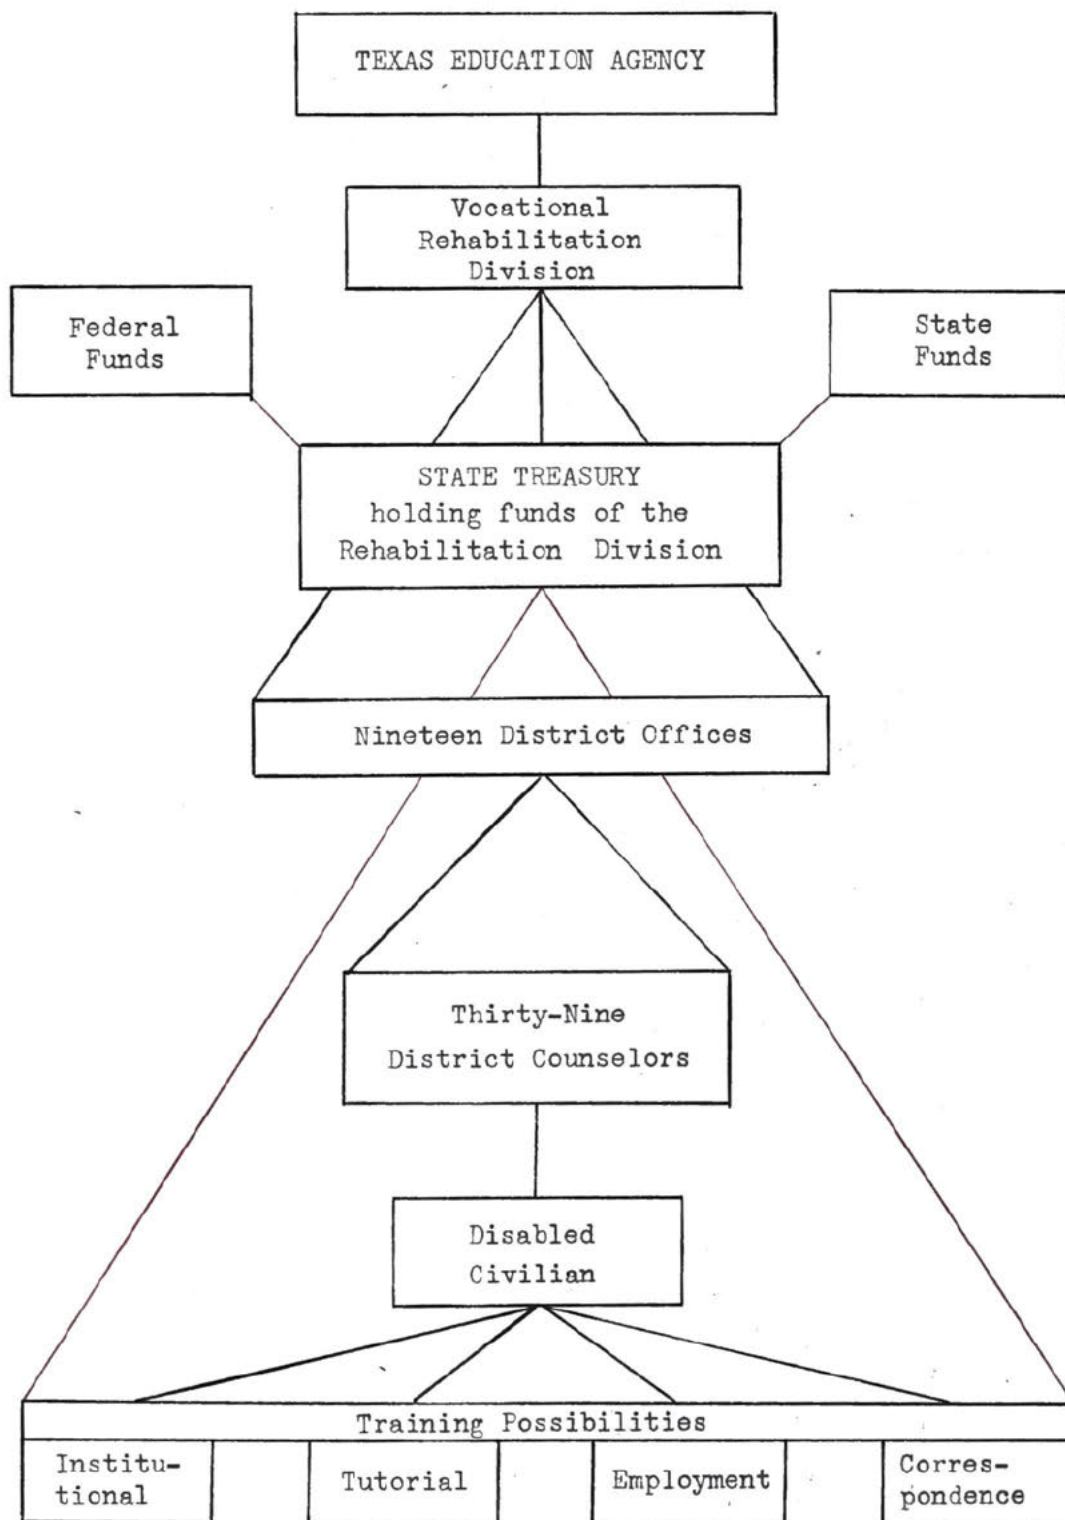 TEXAS EDUCATION AGENCY
Vocational
Rehabilitation
Division
Federal
Funds
State
Funds
STATE TREASURY
holding funds of the
Rehabilitation Division
Nineteen District Offices
Thirty-Nine
District Counselors
Disabled
Civilian
Training Possibilities
Institu-
tional
Tutorial
Employment
Corres-
pondence